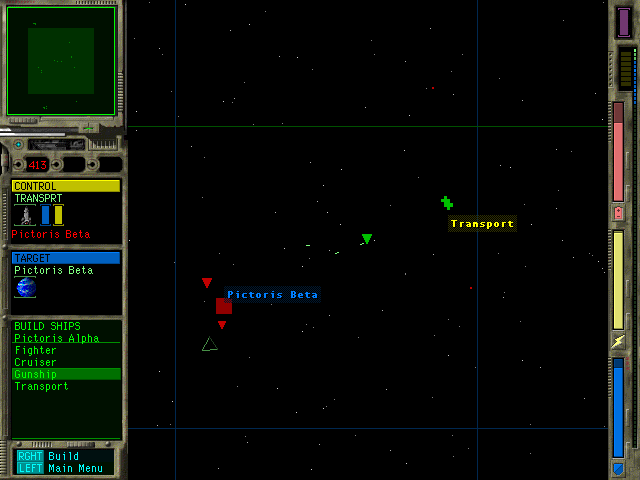 413
CONTROL
TRANSPRT
Pictoris Beta
TARGET
Pictoris Beta
BUILD SHIPS
Pictoris Alpha
Fighter
Cruiser
Gunship
Transport
RGHT Build
LEFT Main Menu
Transport
Pictoris Beta